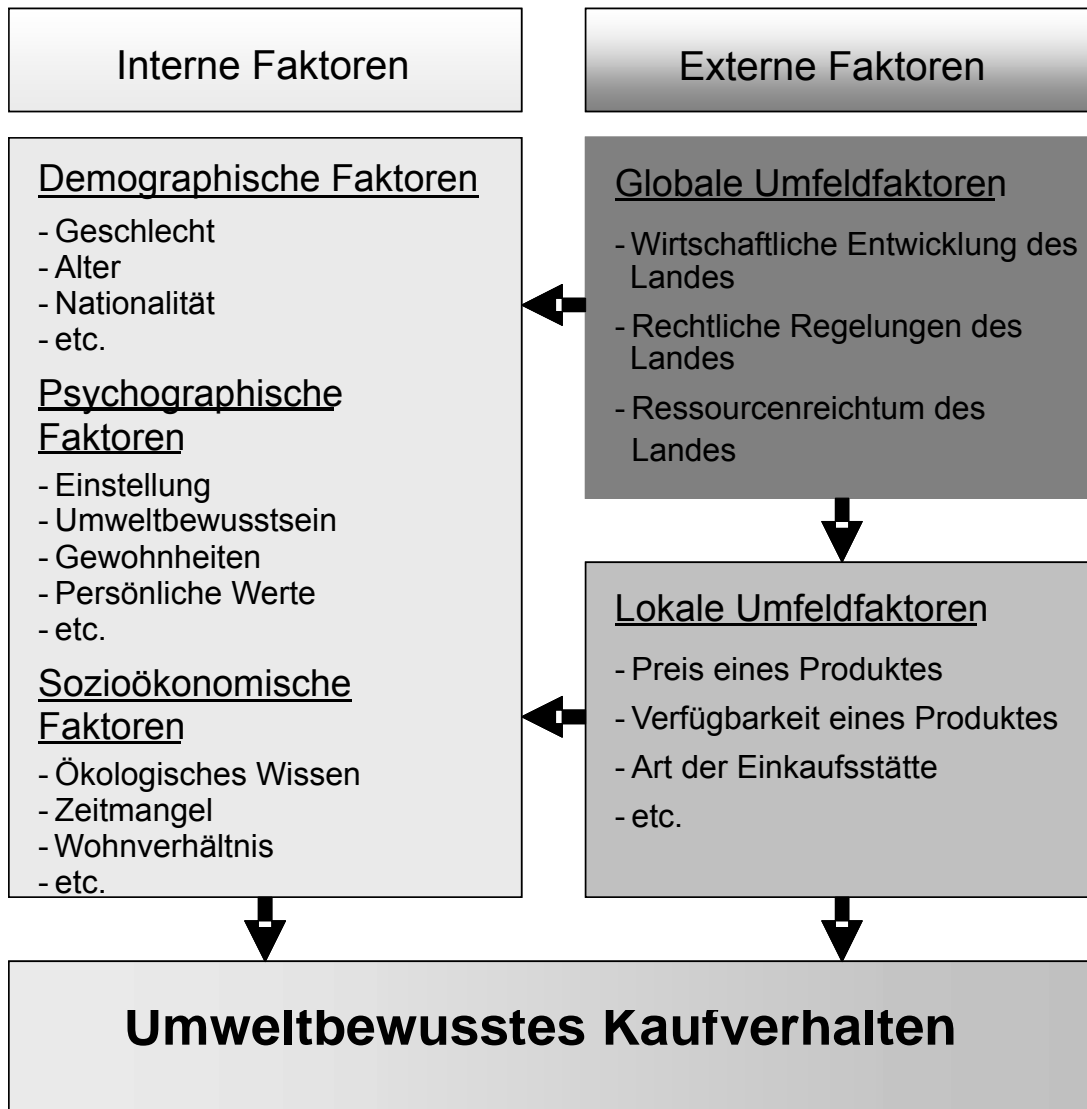 Interne Faktoren
Externe Faktoren
Demographische Faktoren
- Geschlecht
- Alter
- Nationalität
- etc.
Psychographische
Faktoren
- Einstellung
- Umweltbewusstsein
- Gewohnheiten
- Persönliche Werte
- etc.
Sozioökonomische
Faktoren
- Ökologisches Wissen
- Zeitmangel
- Wohnverhältnis
- etc.
Globale Umfeldfaktoren
- Wirtschaftliche Entwicklung des
Landes
- Rechtliche Regelungen des
Landes
- Ressourcenreichtum des
Landes
Lokale Umfeldfaktoren
- Preis eines Produktes
- Verfügbarkeit eines Produktes
- Art der Einkaufsstätte
- etc.
Umweltbewusstes Kaufverhalten